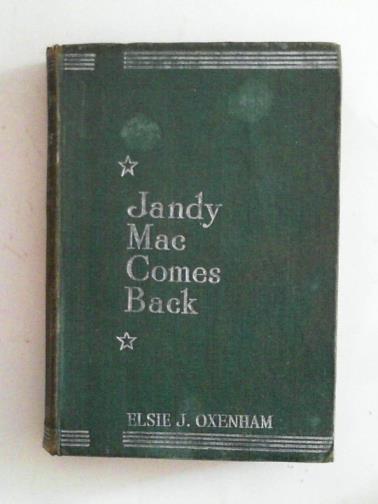 Jandy
Mac
Comes
Back
ELSIE J. OXENHAM